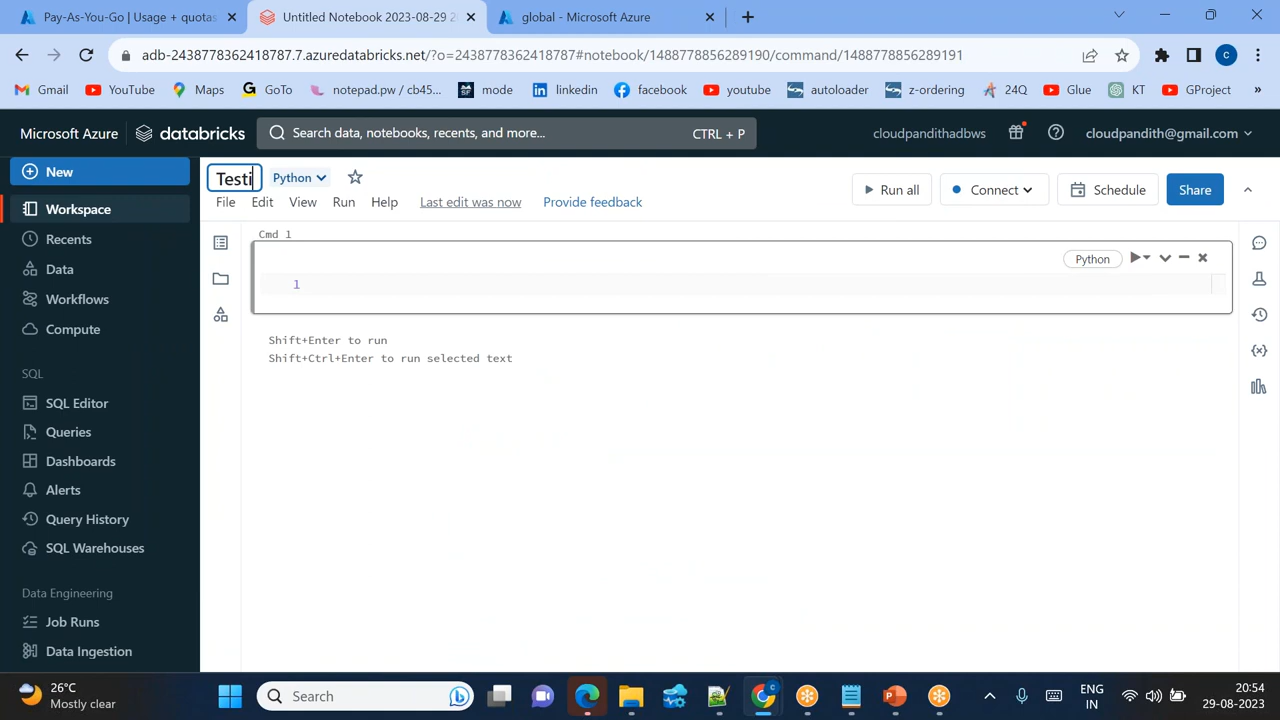 Pay-As-You-Go | Usage + quotas
Untitled Notebook 2023-08-29 2
global - Microsoft Azure
adb-2438778362418787.7.azuredatabricks.net/?o=2438778362418787#notebook/1488778856289190/command/1488778856289191
Gmail YouTube Maps GoTo notepad.pw / cb45... mode linkedin facebook youtube autoloader z-ordering 24Q Glue KT GProject »
Microsoft Azure databricks Search data, notebooks, recents, and more... CTRL + P cloudpandithadbws cloudpandith@gmail.com
New
Testi Python
Run all Connect Schedule Share
File Edit View Run Help Last edit was now Provide feedback
Workspace
Recents
Data
Workflows
Compute
SQL
SQL Editor
Queries
Dashboards
Alerts
Query History
SQL Warehouses
Data Engineering
Job Runs
Data Ingestion
Cmd 1
Python
1
Shift+Enter to run
Shift+Ctrl+Enter to run selected text
26°C
Mostly clear
Search
ENG
IN
20:54
29-08-2023